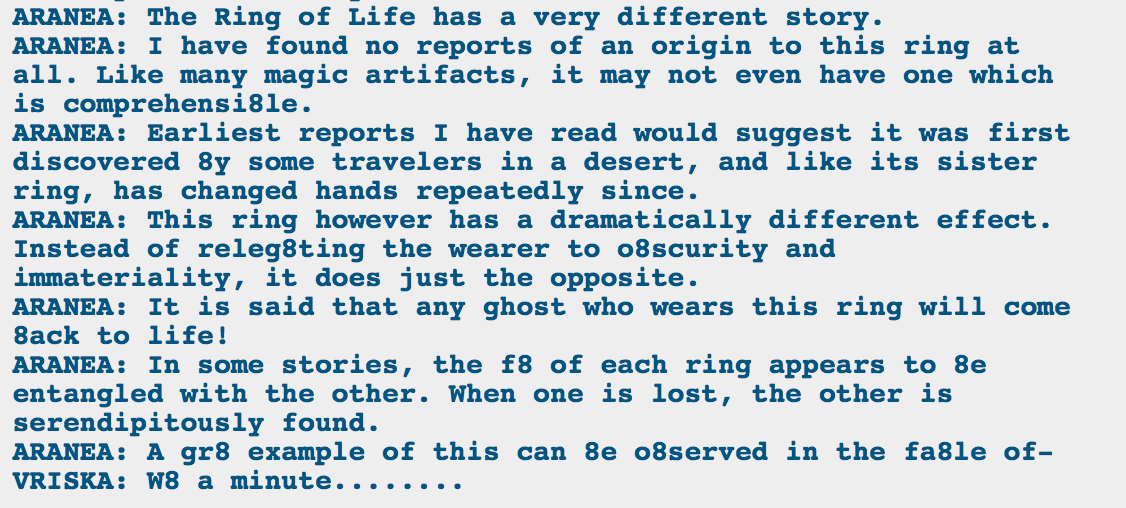 ARANEA: The Ring of Life has a very different story.
ARANEA: I have found no reports of an origin to this ring at
all. Like many magic artifacts, it may not even have one which
is comprehensi8le.
ARANEA: Earliest reports I have read would suggest it was first
discovered 8y some travelers in a desert, and like its sister
ring, has changed hands repeatedly since.
ARANEA: This ring however has a dramatically different effect.
Instead of releg8ting the wearer to o8scurity and
immateriality, it does just the opposite.
ARANEA: It is said that any ghost who wears this ring will come
8ack to life!
ARANEA: In some stories, the f8 of each ring appears to 8e
entangled with the other. When one is lost, the other is
serendipitously found.
ARANEA: A gr8 example of this can 8e o8served in the fa8le of-
VRISKA: W8 a minute........